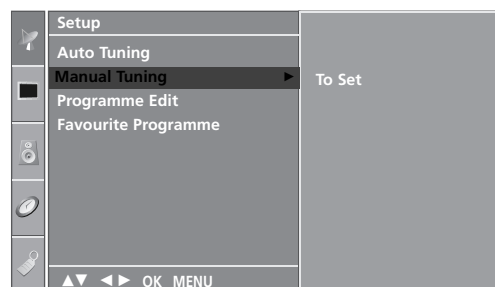 Setup
Auto Tuning
Manual Tuning ► To Set
Programme Edit
Favourite Programme
▲▼ ◄► OK MENU